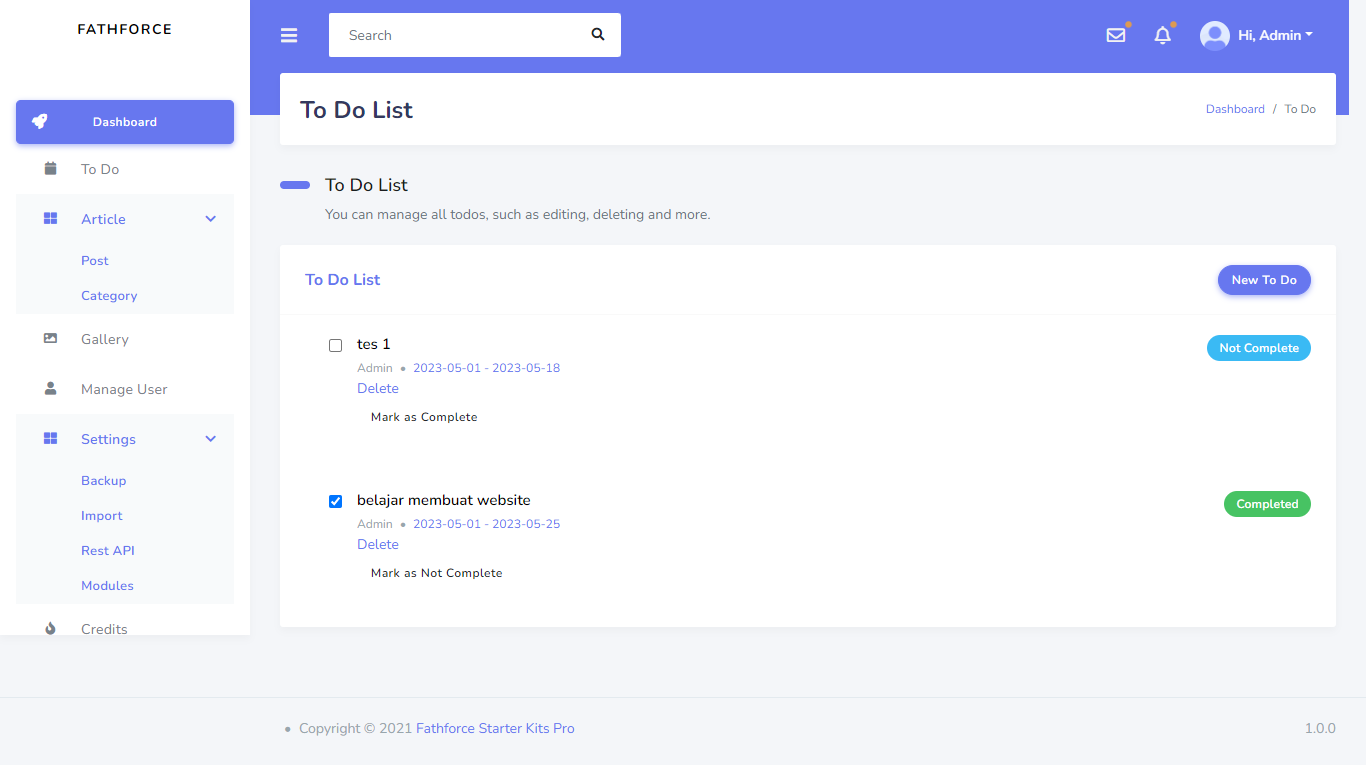 FATHFORCE
Search
Hi, Admin
Dashboard
To Do
Article
Post
Category
Gallery
Manage User
Settings
Backup
Import
Rest API
Modules
Credits
To Do List
Dashboard / To Do
To Do List
You can manage all todos, such as editing, deleting and more.
To Do List
New To Do
tes 1
Not Complete
Admin • 2023-05-01 - 2023-05-18
Delete
Mark as Complete
belajar membuat website
Completed
Admin • 2023-05-01 - 2023-05-25
Delete
Mark as Not Complete
• Copyright © 2021 Fathforce Starter Kits Pro
1.0.0